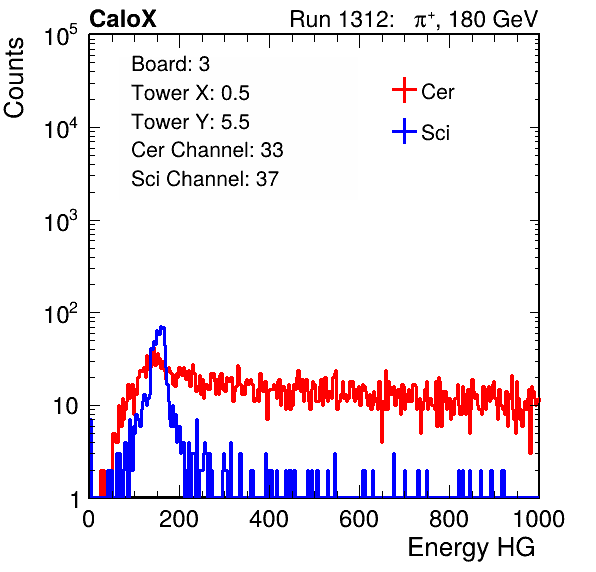 CaloX Run 1312: π⁺, 180 GeV
Counts
10⁵
10⁴
10³
10²
10
1
Board: 3
Tower X: 0.5
Tower Y: 5.5
Cer Channel: 33
Sci Channel: 37
Cer
Sci
0 200 400 600 800 1000
Energy HG